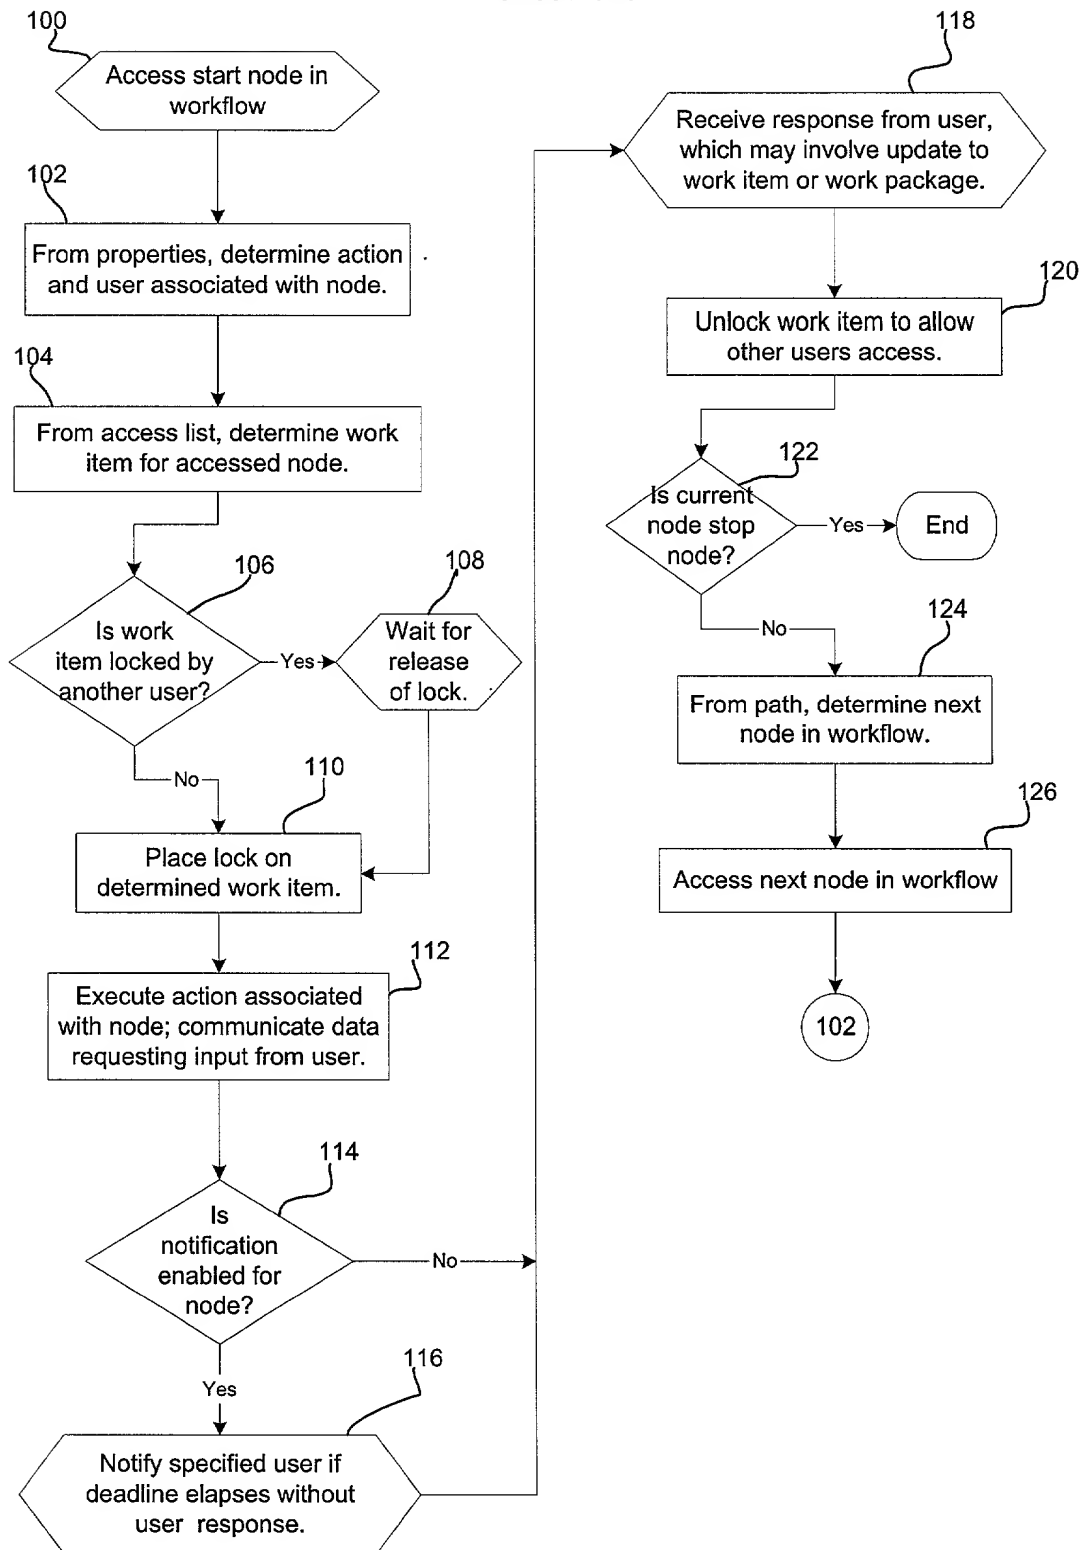 100
Access start node in
workflow
102
From properties, determine action
and user associated with node.
104
From access list, determine work
item for accessed node.
106
Is work
item locked by
another user?
Yes
108
Wait for
release
of lock.
No
110
Place lock on
determined work item.
112
Execute action associated
with node; communicate data
requesting input from user.
114
Is
notification
enabled for
node?
No
Yes
116
Notify specified user if
deadline elapses without
user response.
118
Receive response from user,
which may involve update to
work item or work package.
120
Unlock work item to allow
other users access.
122
Is current
node stop
node?
Yes
End
No
124
From path, determine next
node in workflow.
126
Access next node in workflow
102